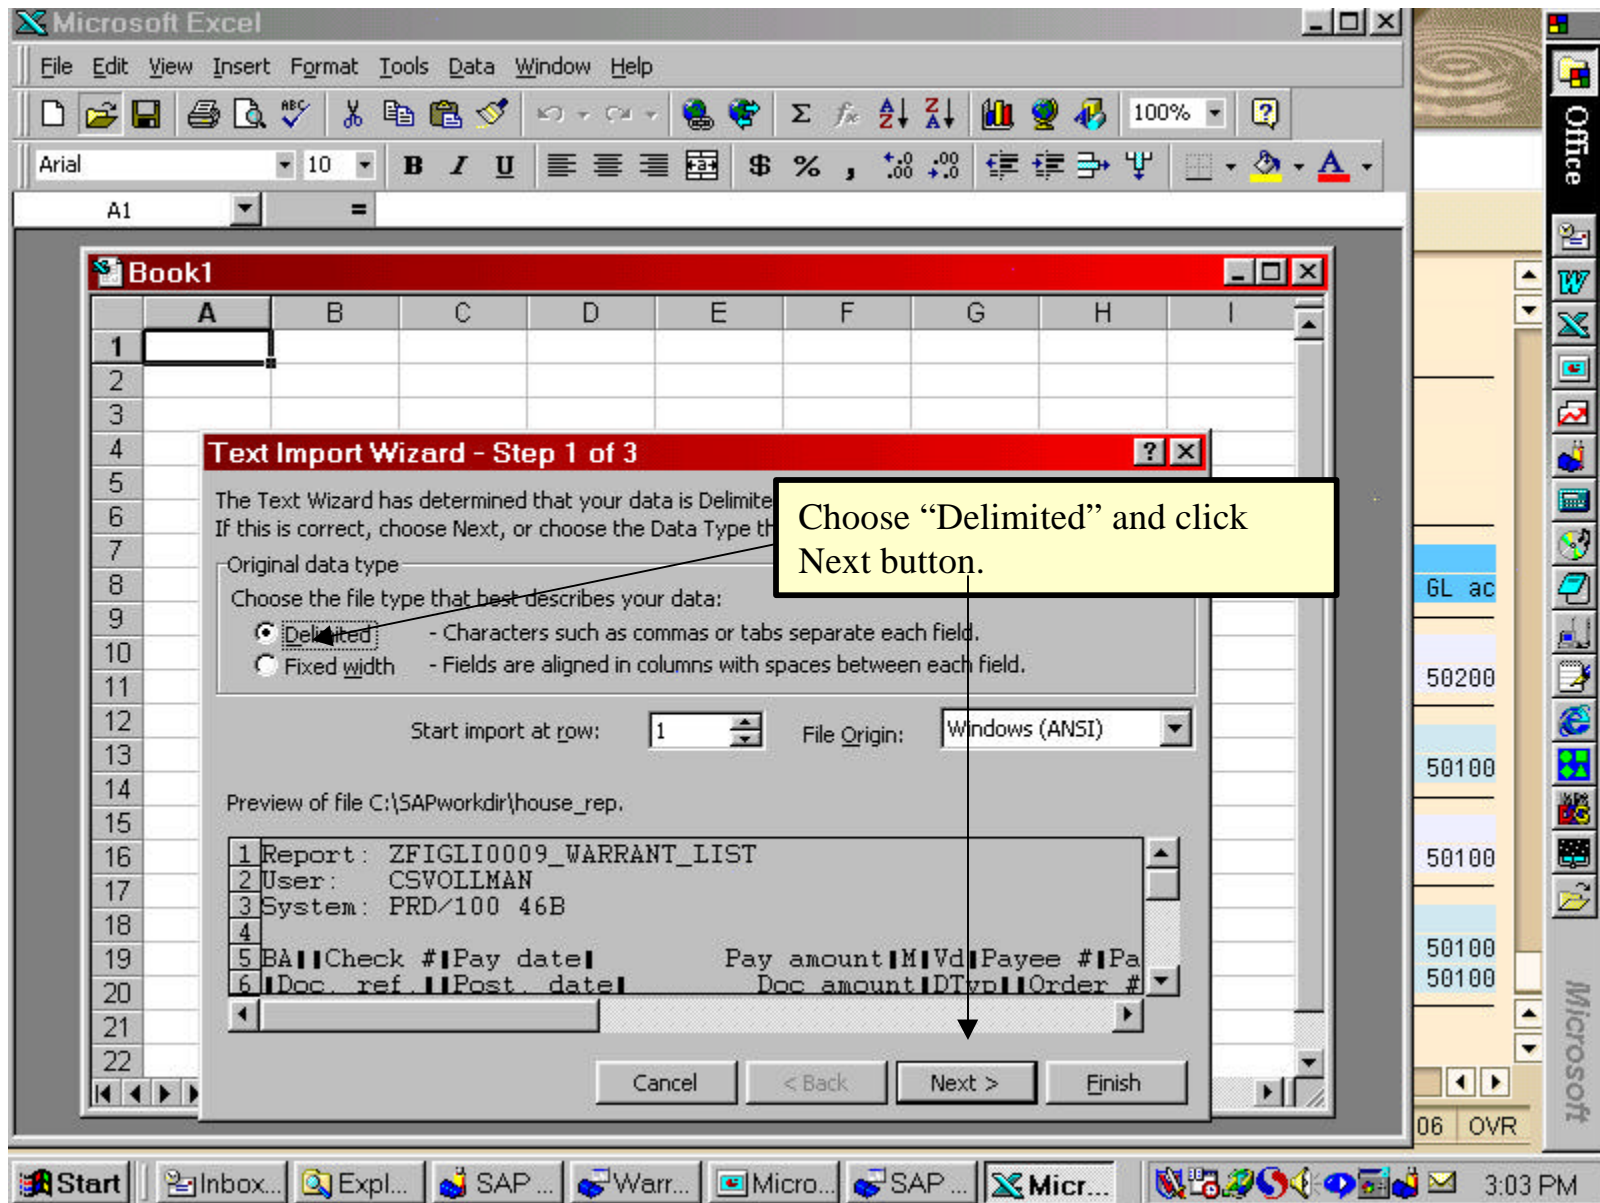 Microsoft Excel
File Edit View Insert Format Tools Data Window Help
ABC
100%
Arial 10 B I U $ % ,
A1 =
Book1
A B C D E F G H I
1
2
3
4
5
6
7
8
9
10
11
12
13
14
15
16
17
18
19
20
21
22
Text Import Wizard - Step 1 of 3
The Text Wizard has determined that your data is Delimite
If this is correct, choose Next, or choose the Data Type th
Choose “Delimited” and click
Next button.
Original data type
Choose the file type that best describes your data:
Delimited - Characters such as commas or tabs separate each field.
Fixed width - Fields are aligned in columns with spaces between each field.
Start import at row: 1 File Origin: Windows (ANSI)
Preview of file C:\SAPworkdir\house_rep.
1 Report: ZFIGLI0009_WARRANT_LIST
2 User: CSVOLLMAN
3 System: PRD/100 46B
4
5 BA||Check #|Pay date| Pay amount|M|Vd|Payee #|Pa
6 |Doc. ref.||Post. date| Doc amount|DTyp||Order #
Cancel < Back Next > Finish
GL ac
50200
50100
50100
50100
50100
06 OVR
Office
Microsoft
Start Inbox... Expl... SAP ... Warr... Micro... SAP ... Micr... 3:03 PM